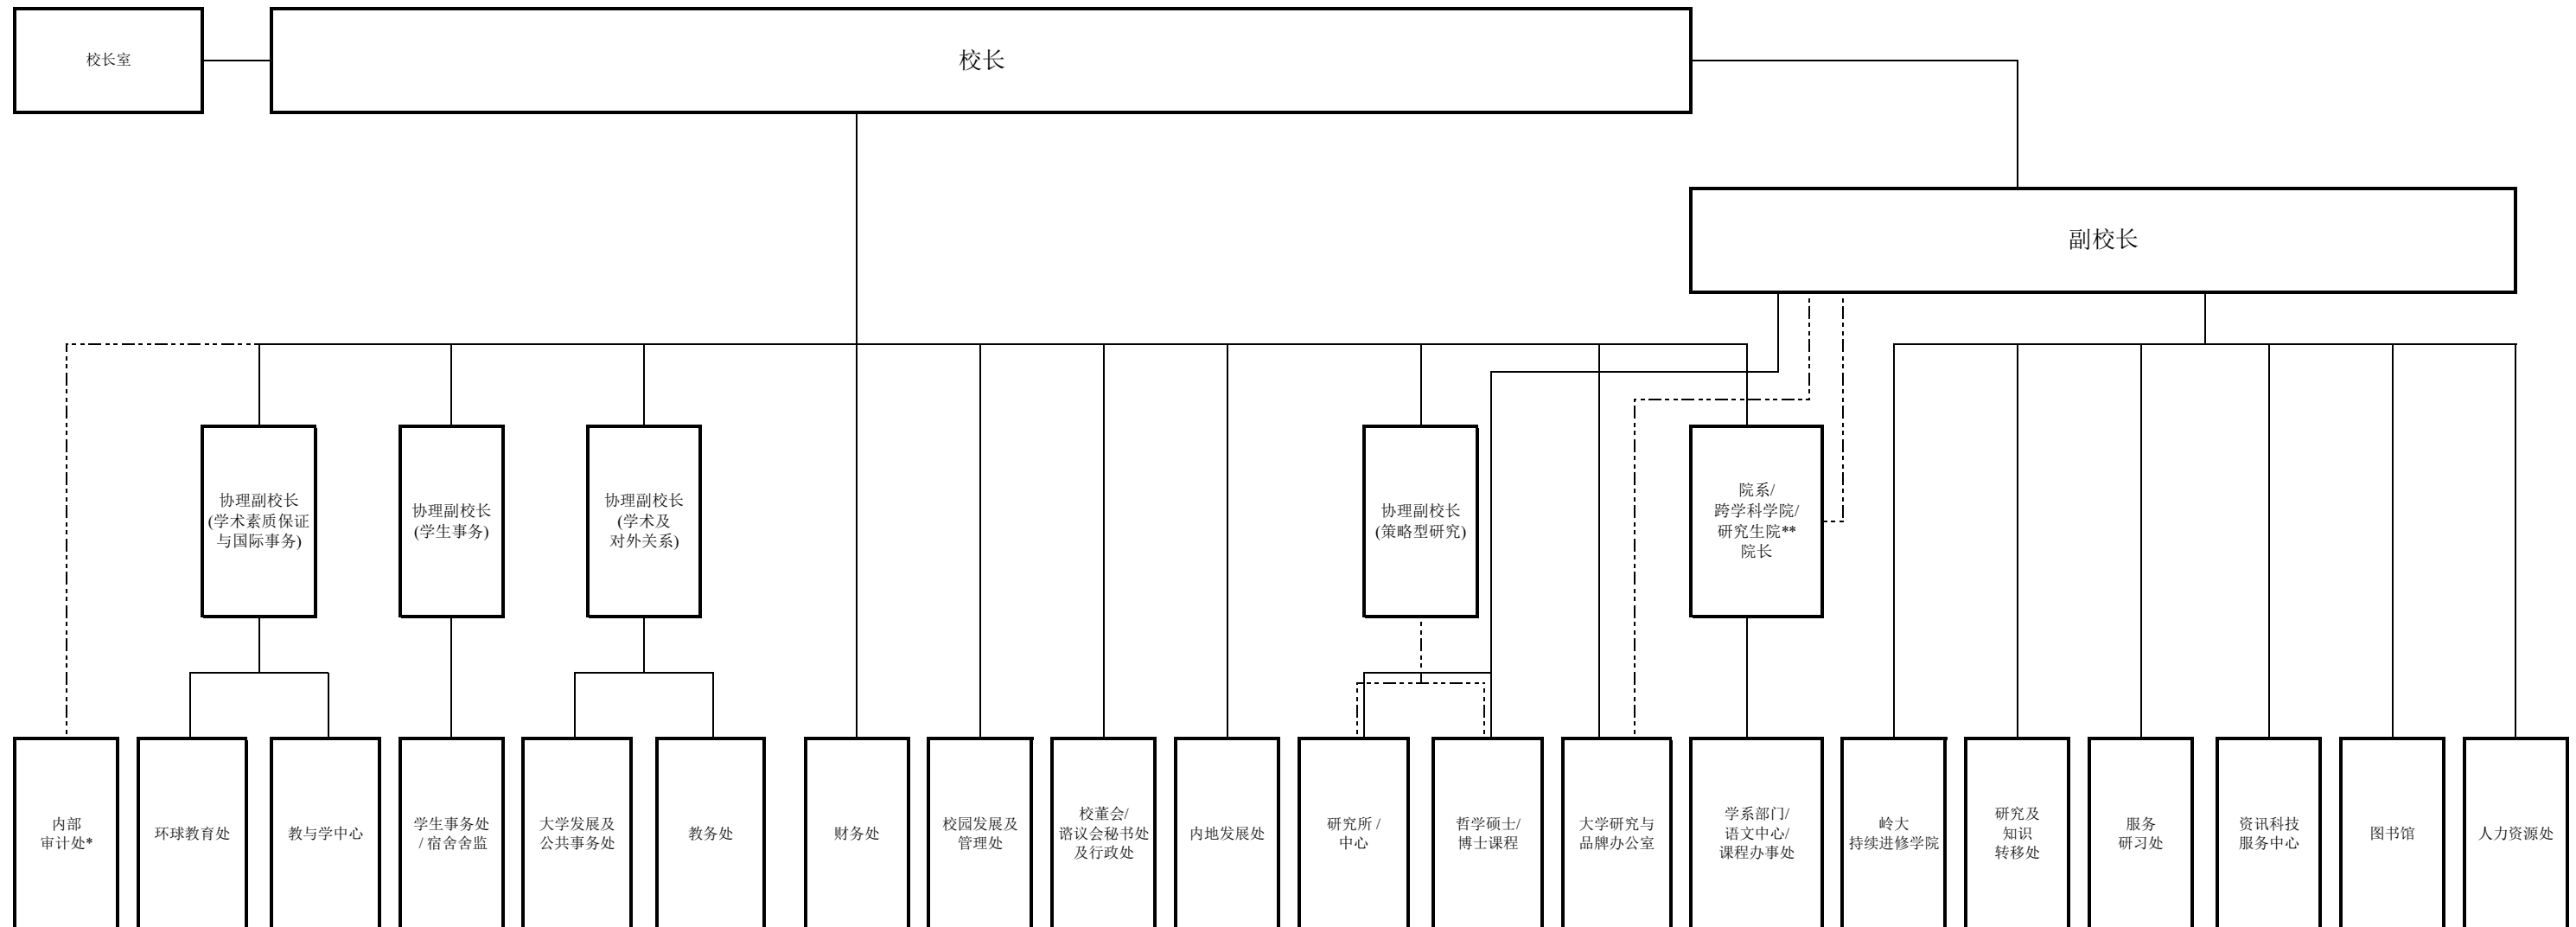 校长室
校长
副校长
协理副校长
(学术素质保证
与国际事务)
协理副校长
(学生事务)
协理副校长
(学术及
对外关系)
协理副校长
(策略型研究)
院系/
跨学科学院/
研究生院**
院长
内部
审计处*
环球教育处
教与学中心
学生事务处
/ 宿舍舍监
大学发展及
公共事务处
教务处
财务处
校园发展及
管理处
校董会/
谘议会秘书处
及行政处
内地发展处
研究所 /
中心
哲学硕士/
博士课程
大学研究与
品牌办公室
学系部门/
语文中心/
课程办事处
岭大
持续进修学院
研究及
知识
转移处
服务
研习处
资讯科技
服务中心
图书馆
人力资源处